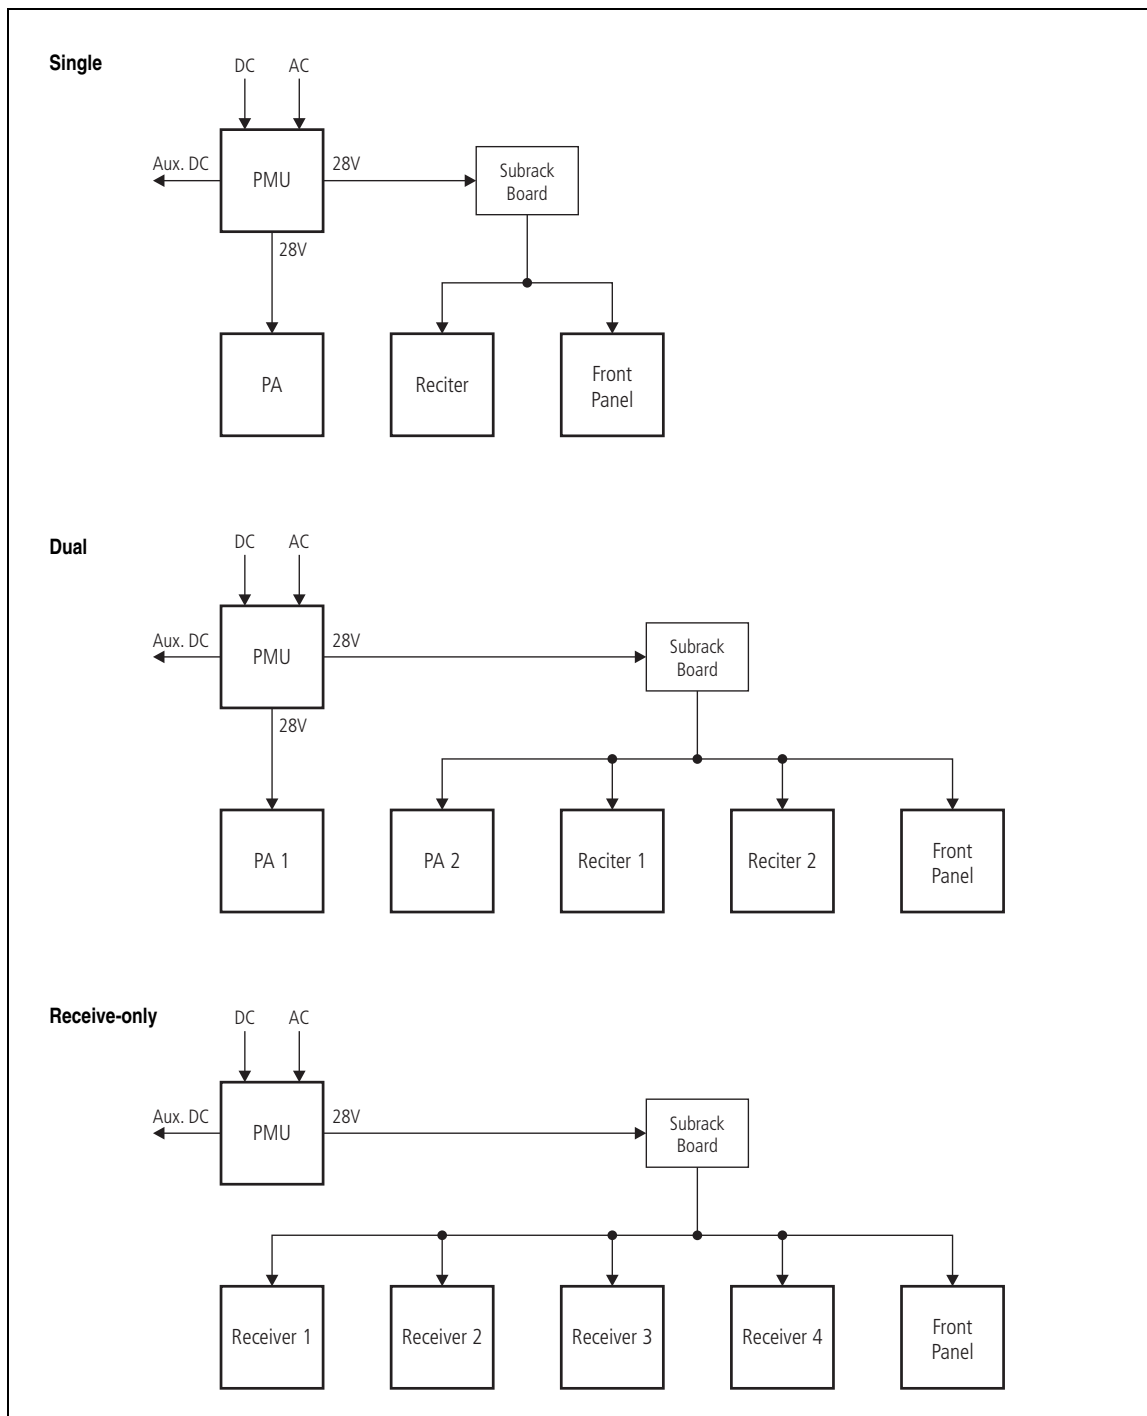 Single
DC
AC
Aux. DC
PMU
28V
Subrack
Board
28V
PA
Reciter
Front
Panel
Dual
DC
AC
Aux. DC
PMU
28V
Subrack
Board
28V
PA 1
PA 2
Reciter 1
Reciter 2
Front
Panel
Receive-only
DC
AC
Aux. DC
PMU
28V
Subrack
Board
Receiver 1
Receiver 2
Receiver 3
Receiver 4
Front
Panel